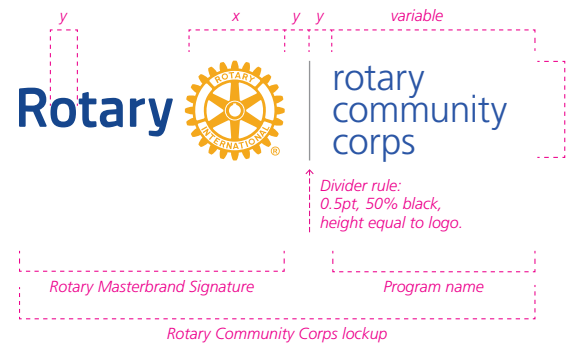 y x y y variable
Rotary
ROTARY
INTERNATIONAL
®
rotary
community
corps
Divider rule:
0.5pt, 50% black,
height equal to logo.
Rotary Masterbrand Signature
Program name
Rotary Community Corps lockup